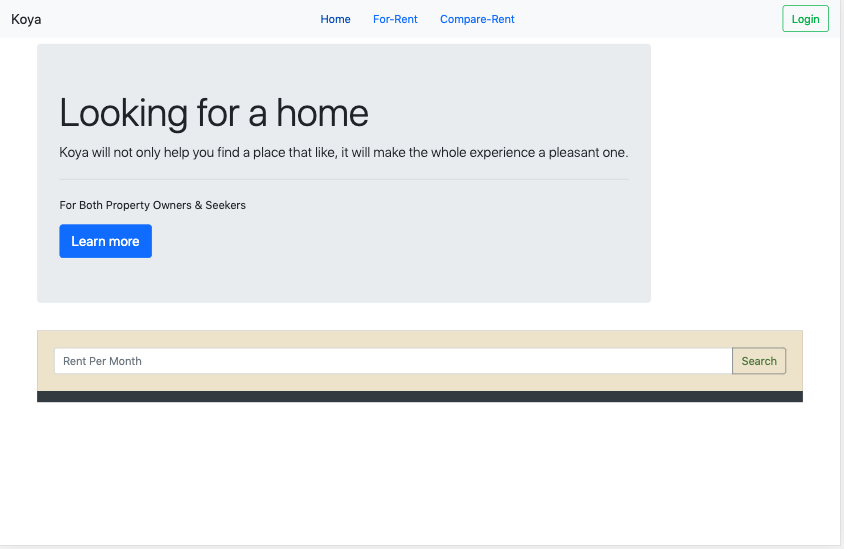 Koya
Home
For-Rent
Compare-Rent
Login
Looking for a home
Koya will not only help you find a place that like, it will make the whole experience a pleasant one.
For Both Property Owners & Seekers
Learn more
Rent Per Month
Search